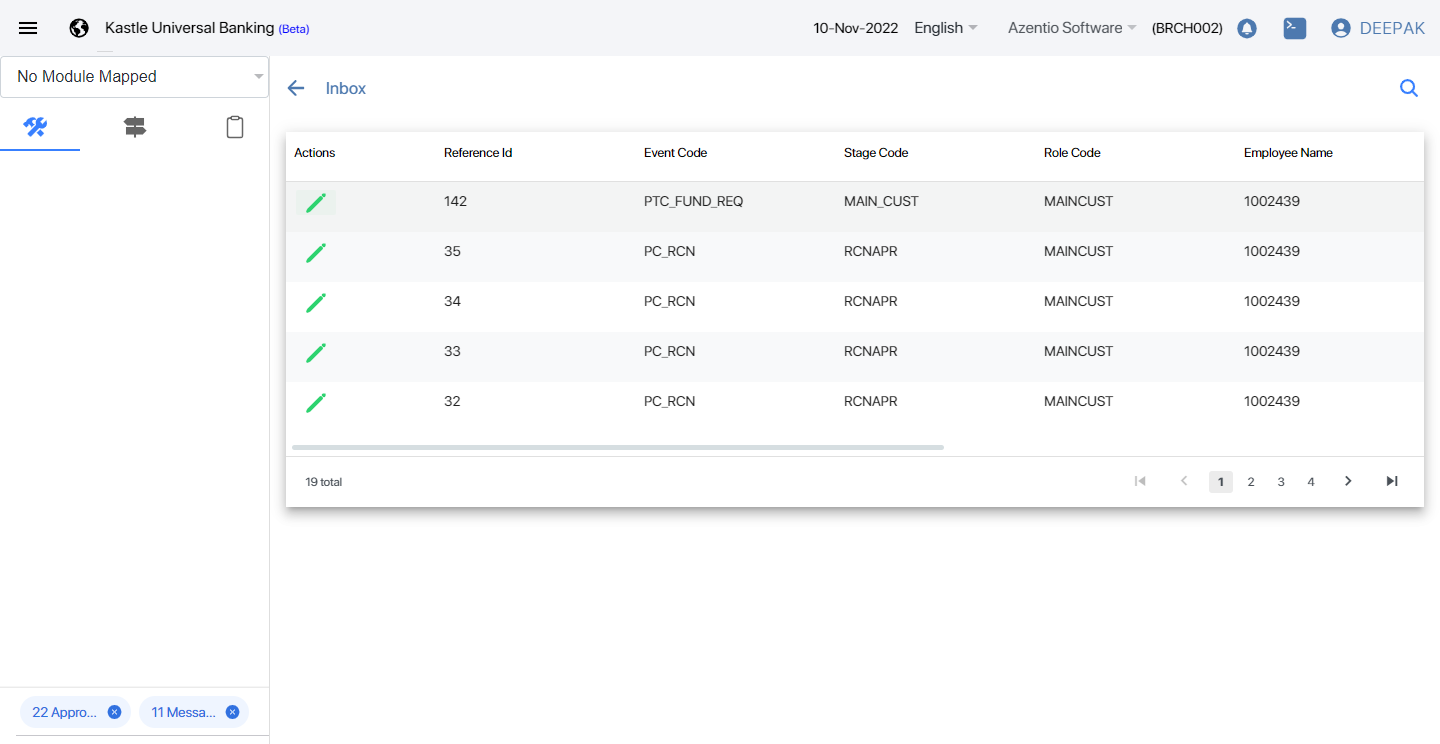 Kastle Universal Banking (Beta) 10-Nov-2022 English Azentio Software (BRCH002) DEEPAK
No Module Mapped
Inbox
Actions Reference Id Event Code Stage Code Role Code Employee Name
142 PTC_FUND_REQ MAIN_CUST MAINCUST 1002439
35 PC_RCN RCNAPR MAINCUST 1002439
34 PC_RCN RCNAPR MAINCUST 1002439
33 PC_RCN RCNAPR MAINCUST 1002439
32 PC_RCN RCNAPR MAINCUST 1002439
19 total 1 2 3 4
22 Appro... 11 Messa...